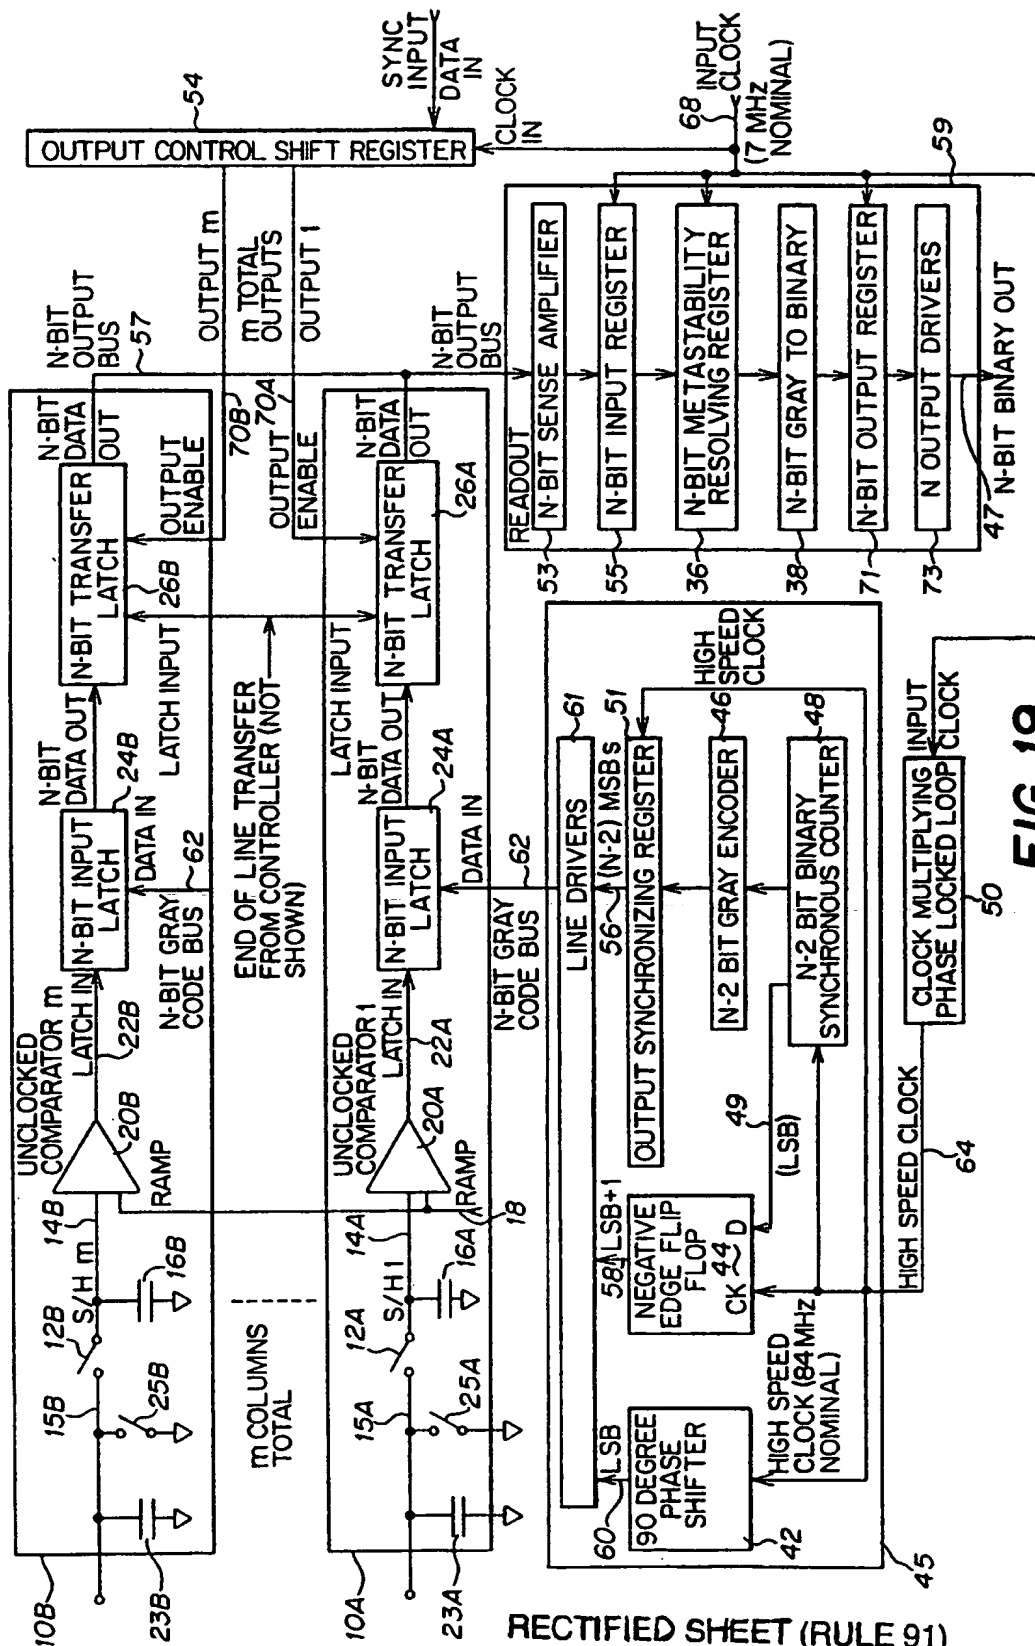 10B
23B
15B
25B
12B
S/H m
14B
16B
UNCLOCKED
COMPARATOR m
20B
RAMP
LATCH IN
22B
N-BIT INPUT
LATCH
24B
N-BIT
DATA OUT
DATA IN
N-BIT GRAY
CODE BUS
62
N-BIT TRANSFER
LATCH
26B
LATCH INPUT
OUTPUT
ENABLE
N-BIT
DATA
OUT
N-BIT
OUTPUT
BUS
57
70B
OUTPUT m
m TOTAL
OUTPUTS
OUTPUT 1
70A
54
OUTPUT CONTROL SHIFT REGISTER
SYNC
INPUT
DATA
IN
CLOCK
IN
m COLUMNS
TOTAL
END OF LINE TRANSFER
FROM CONTROLLER (NOT
SHOWN)
10A
23A
15A
25A
12A
S/H 1
14A
16A
18
UNCLOCKED
COMPARATOR 1
20A
RAMP
LATCH IN
22A
N-BIT INPUT
LATCH
24A
N-BIT
DATA OUT
DATA IN
N-BIT GRAY
CODE BUS
62
N-BIT TRANSFER
LATCH
26A
LATCH INPUT
OUTPUT
ENABLE
N-BIT
DATA
OUT
N-BIT
OUTPUT
BUS
68
INPUT
CLOCK
(7 MHz
NOMINAL)
45
LINE DRIVERS
61
60
LSB
90 DEGREE
PHASE
SHIFTER
42
58
LSB+1
NEGATIVE
EDGE FLIP
FLOP
44
CK
D
56
(N-2) MSBs
OUTPUT SYNCHRONIZING REGISTER
51
HIGH
SPEED
CLOCK
N-2 BIT GRAY ENCODER
46
N-2 BIT BINARY
SYNCHRONOUS COUNTER
48
49
(LSB)
HIGH SPEED
CLOCK (84 MHz
NOMINAL)
HIGH SPEED CLOCK
64
CLOCK MULTIPLYING
PHASE LOCKED LOOP
50
INPUT
CLOCK
READOUT
59
53
N-BIT SENSE AMPLIFIER
55
N-BIT INPUT REGISTER
36
N-BIT METASTABILITY
RESOLVING REGISTER
38
N-BIT GRAY TO BINARY
71
N-BIT OUTPUT REGISTER
73
N OUTPUT DRIVERS
47
N-BIT BINARY OUT
RECTIFIED SHEET (RULE 91)